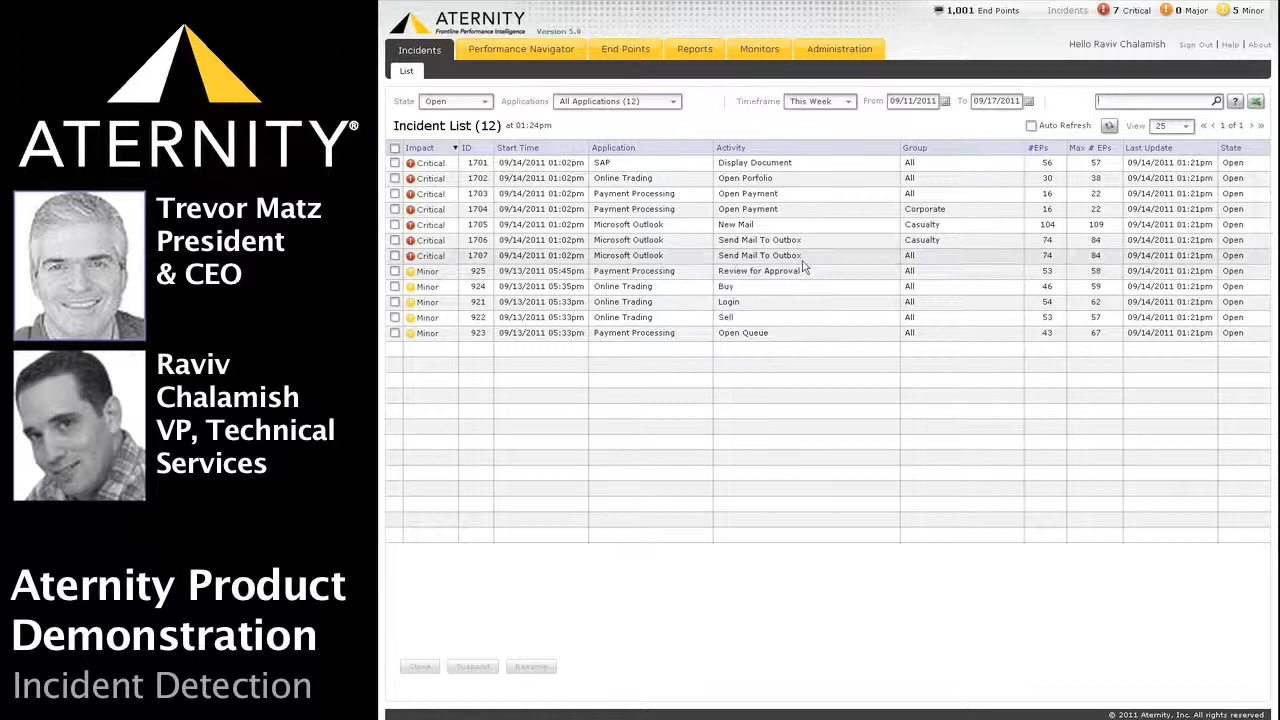 ATERNITY®
Trevor Matz
President
& CEO
Raviv
Chalamish
VP, Technical
Services
Aternity Product
Demonstration
Incident Detection
ATERNITY
Frontline Performance Intelligence Version 5.0
1,001 End Points Incidents 7 Critical 0 Major 5 Minor
Incidents Performance Navigator End Points Reports Monitors Administration
Hello Raviv Chalamish Sign Out | Help | About
List
State Open Applications All Applications (12) Timeframe This Week From 09/11/2011 To 09/17/2011 ?
Incident List (12) at 01:24pm Auto Refresh View 25 « < 1 of 1 > »
Impact ID Start Time Application Activity Group #EPs Max # EPs Last Update State
Critical 1701 09/14/2011 01:02pm SAP Display Document All 56 57 09/14/2011 01:21pm Open
Critical 1702 09/14/2011 01:02pm Online Trading Open Porfolio All 30 38 09/14/2011 01:21pm Open
Critical 1703 09/14/2011 01:02pm Payment Processing Open Payment All 16 23 09/14/2011 01:21pm Open
Critical 1704 09/14/2011 01:02pm Payment Processing Open Payment Corporate 16 22 09/14/2011 01:21pm Open
Critical 1705 09/14/2011 01:02pm Microsoft Outlook New Mail Casualty 104 109 09/14/2011 01:21pm Open
Critical 1706 09/14/2011 01:02pm Microsoft Outlook Send Mail To Outbox Casualty 74 84 09/14/2011 01:21pm Open
Critical 1707 09/14/2011 01:02pm Microsoft Outlook Send Mail To Outbox All 74 84 09/14/2011 01:21pm Open
Minor 925 09/13/2011 05:45pm Payment Processing Review for Approval All 53 58 09/14/2011 01:21pm Open
Minor 924 09/13/2011 05:35pm Online Trading Buy All 46 59 09/14/2011 01:21pm Open
Minor 921 09/13/2011 05:33pm Online Trading Login All 54 62 09/14/2011 01:21pm Open
Minor 922 09/13/2011 05:33pm Online Trading Sell All 53 57 09/14/2011 01:21pm Open
Minor 923 09/13/2011 05:33pm Payment Processing Open Queue All 43 67 09/14/2011 01:21pm Open
Close Suspend Resume
© 2011 Aternity, Inc. All rights reserved